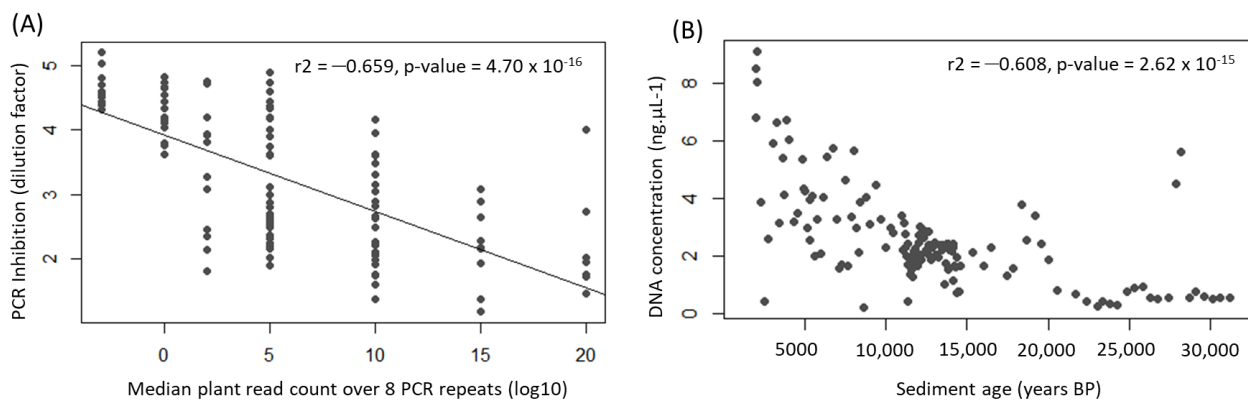 (A)
r2 = —0.659, p-value = 4.70 x 10-16
PCR Inhibition (dilution factor)
5
4
3
2
0
5
10
15
20
Median plant read count over 8 PCR repeats (log10)
(B)
r2 = —0.608, p-value = 2.62 x 10-15
DNA concentration (ng.µL-1)
8
6
4
2
0
5000
10,000
15,000
20,000
25,000
30,000
Sediment age (years BP)